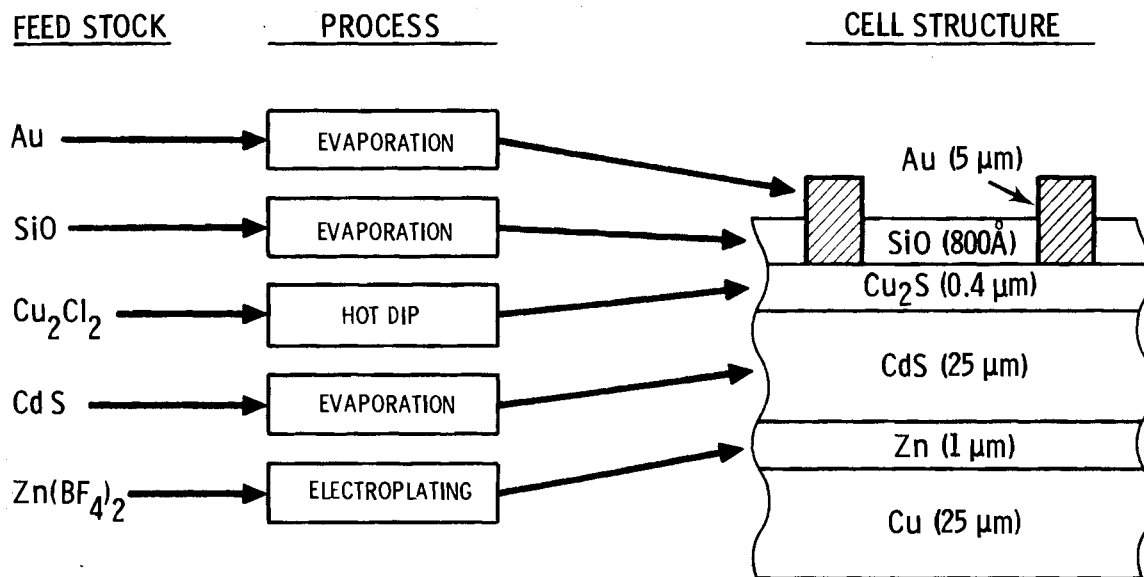 FEED STOCK
PROCESS
CELL STRUCTURE
Au
EVAPORATION
Au (5 µm)
SiO
EVAPORATION
SiO (800Å)
Cu₂Cl₂
HOT DIP
Cu₂S (0.4 µm)
CdS
EVAPORATION
CdS (25 µm)
Zn(BF₄)₂
ELECTROPLATING
Zn (1 µm)
Cu (25 µm)